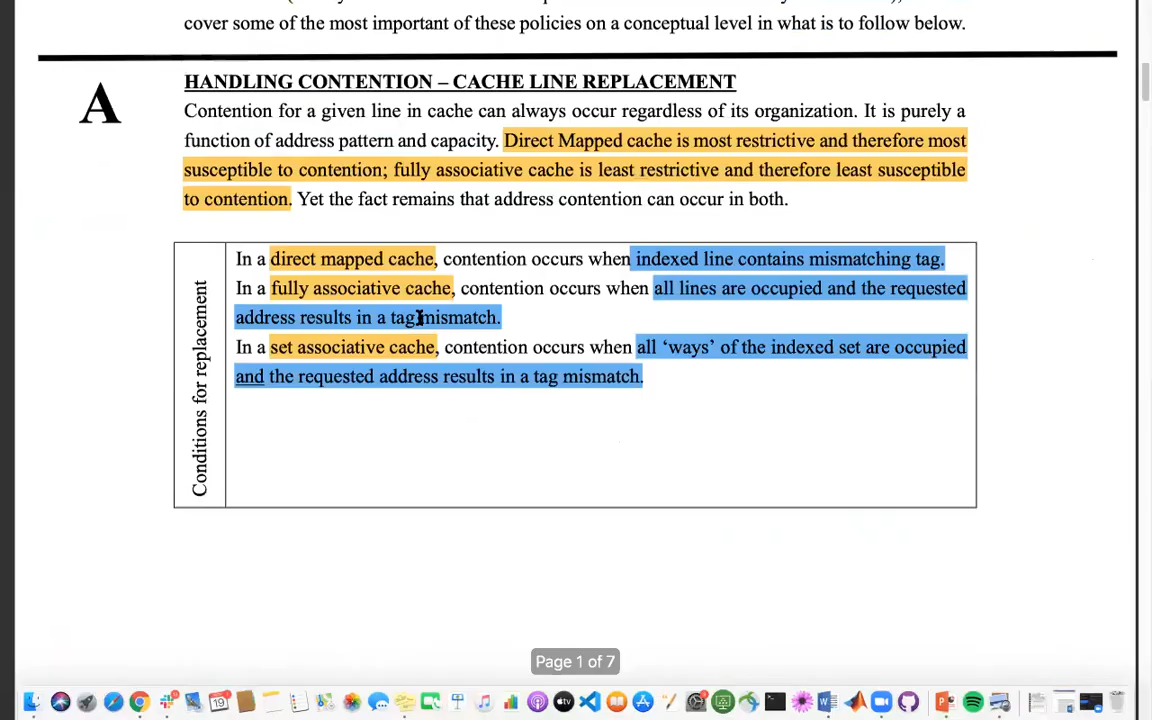 cover some of the most important of these policies on a conceptual level in what is to follow below.
A
HANDLING CONTENTION – CACHE LINE REPLACEMENT
Contention for a given line in cache can always occur regardless of its organization. It is purely a
function of address pattern and capacity. Direct Mapped cache is most restrictive and therefore most
susceptible to contention; fully associative cache is least restrictive and therefore least susceptible
to contention. Yet the fact remains that address contention can occur in both.
Conditions for replacement
In a direct mapped cache, contention occurs when indexed line contains mismatching tag.
In a fully associative cache, contention occurs when all lines are occupied and the requested
address results in a tag mismatch.
In a set associative cache, contention occurs when all ‘ways’ of the indexed set are occupied
and the requested address results in a tag mismatch.
Page 1 of 7
19